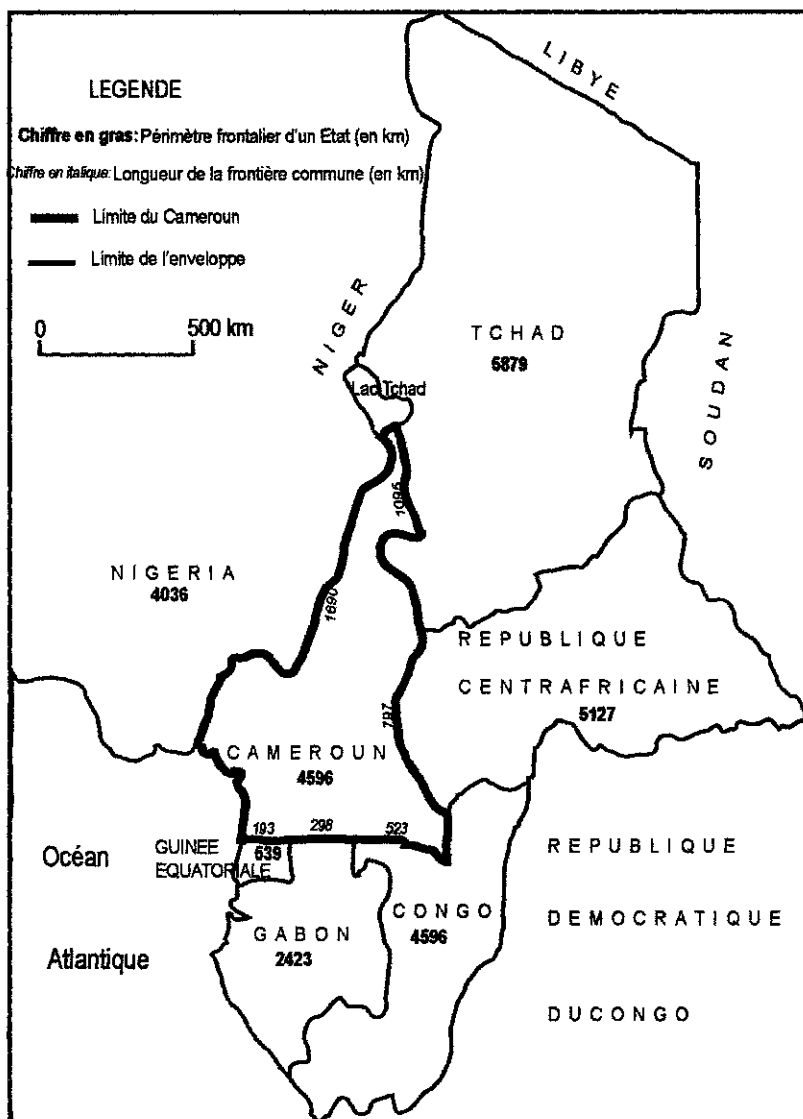 LEGENDE
Chiffre en gras: Périmètre frontalier d'un Etat (en km)
Chiffre en italique: Longueur de la frontière commune (en km)
Limite du Cameroun
Limite de l'enveloppe
0 500 km
LIBYE
NIGER
TCHAD
5879
Lac Tchad
SOUDAN
1095
NIGERIA
4036
1690
REPUBLIQUE
CENTRAFRICAINE
5127
797
CAMEROUN
4596
193 298 523
Océan
Atlantique
GUINEE
EQUATORIALE
539
GABON
2423
CONGO
4596
REPUBLIQUE
DEMOCRATIQUE
DUCONGO